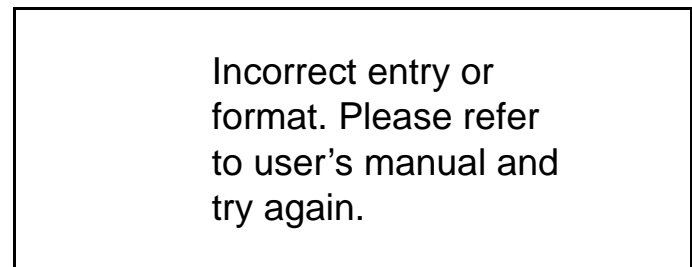 Incorrect entry or
format. Please refer
to user’s manual and
try again.